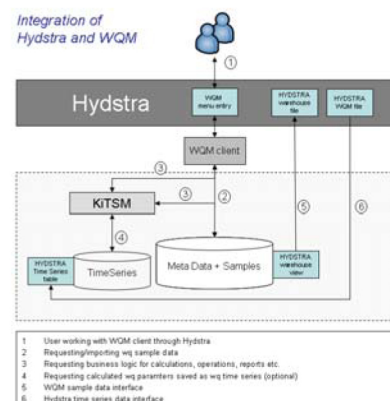 Integration of
Hydstra and WQM
1
Hydstra
WQM
menu entry
HYDSTRA
warehouse
file
HYDSTRA
WQM file
WQM client
3
3
2
5
6
KiTSM
4
HYDSTRA
Time Series
table
TimeSeries
Meta Data + Samples
HYDSTRA
warehouse
view
1 User working with WQM client through Hydstra
2 Requesting/importing wq sample data
3 Requesting business logic for calculations, operations, reports etc.
4 Requesting calculated wq paramters saved as wq time series (optional)
5 WQM sample data interface
6 Hydstra time series data interface